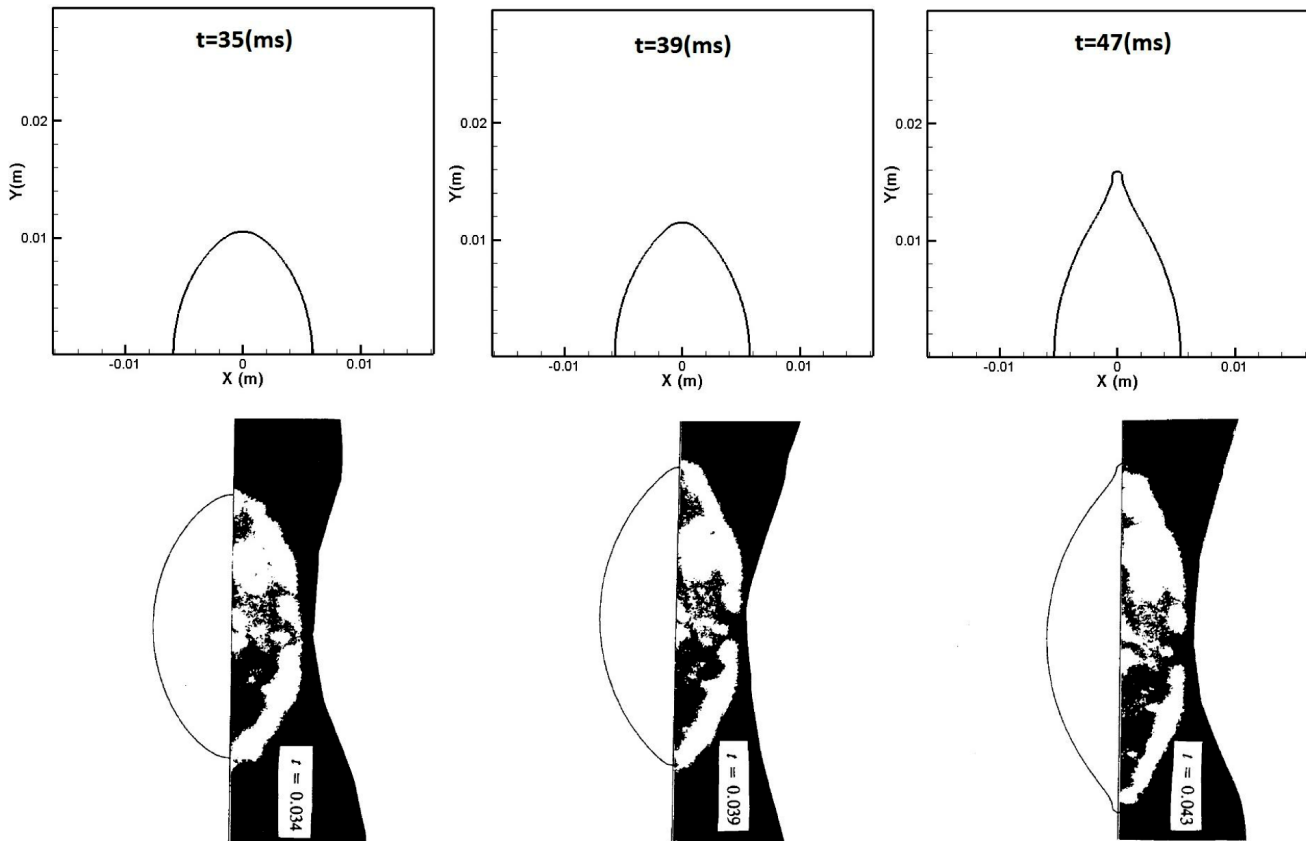 t=35(ms)
0.02
0.01
Y(m)
-0.01
0
0.01
X (m)
t=39(ms)
0.02
0.01
Y(m)
-0.01
0
0.01
X (m)
t=47(ms)
0.02
0.01
Y(m)
-0.01
0
0.01
X (m)
t = 0.034
t = 0.039
t = 0.043